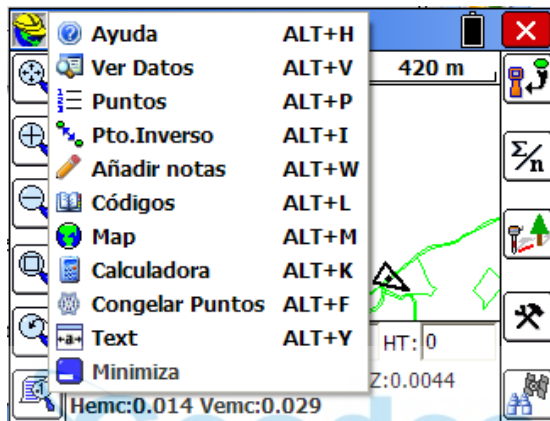 Ayuda ALT+H
Ver Datos ALT+V
420 m
Puntos ALT+P
Pto.Inverso ALT+I
Añadir notas ALT+W
Σ/n
Códigos ALT+L
Map ALT+M
Calculadora ALT+K
Congelar Puntos ALT+F
Text ALT+Y
HT: 0
Minimiza
Z:0.0044
Hemc:0.014 Vemc:0.029